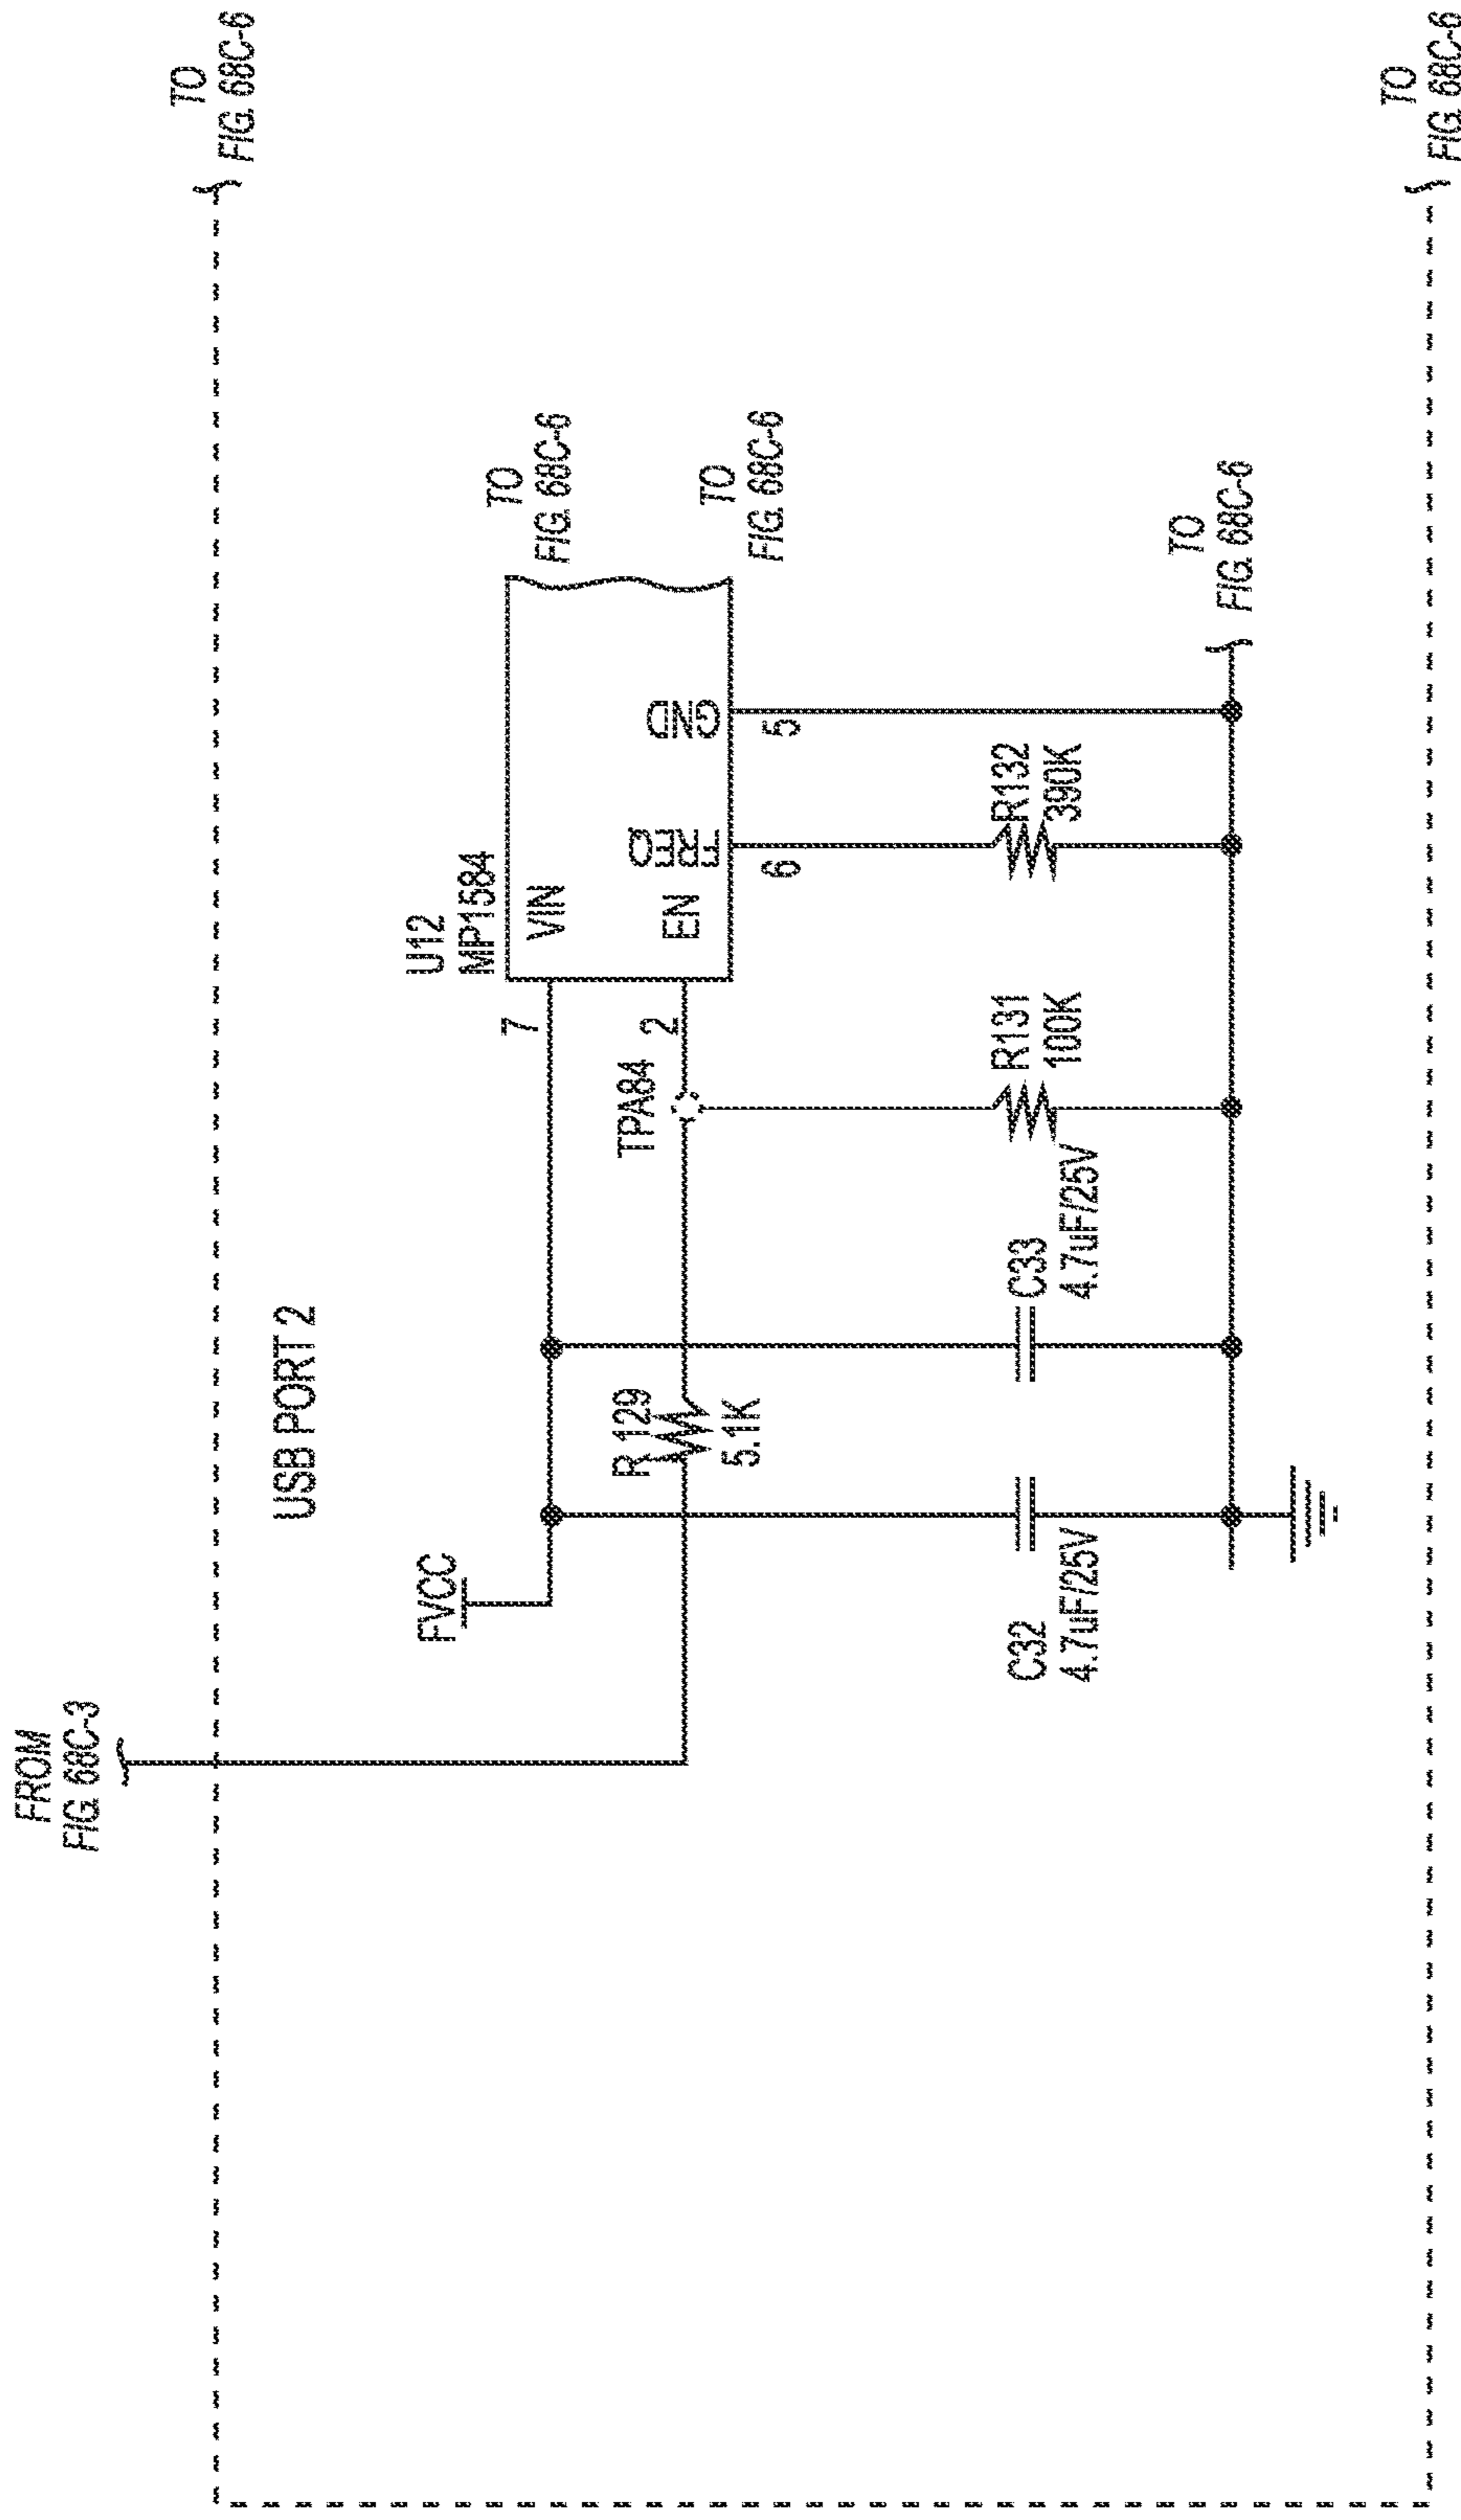 FROM
FIG. 68C-3
TO
FIG. 68C-6
USB PORT 2
FVCC
U12
MP1584
7
VIN
TO
FIG. 68C-6
R 129
5.1K
TPA84
2
EN
FREQ
GND
6
5
TO
FIG. 68C-6
C32
4.7uF/25V
C33
4.7uF/25V
R131
100K
R132
390K
TO
FIG. 68C-6
TO
FIG. 68C-6